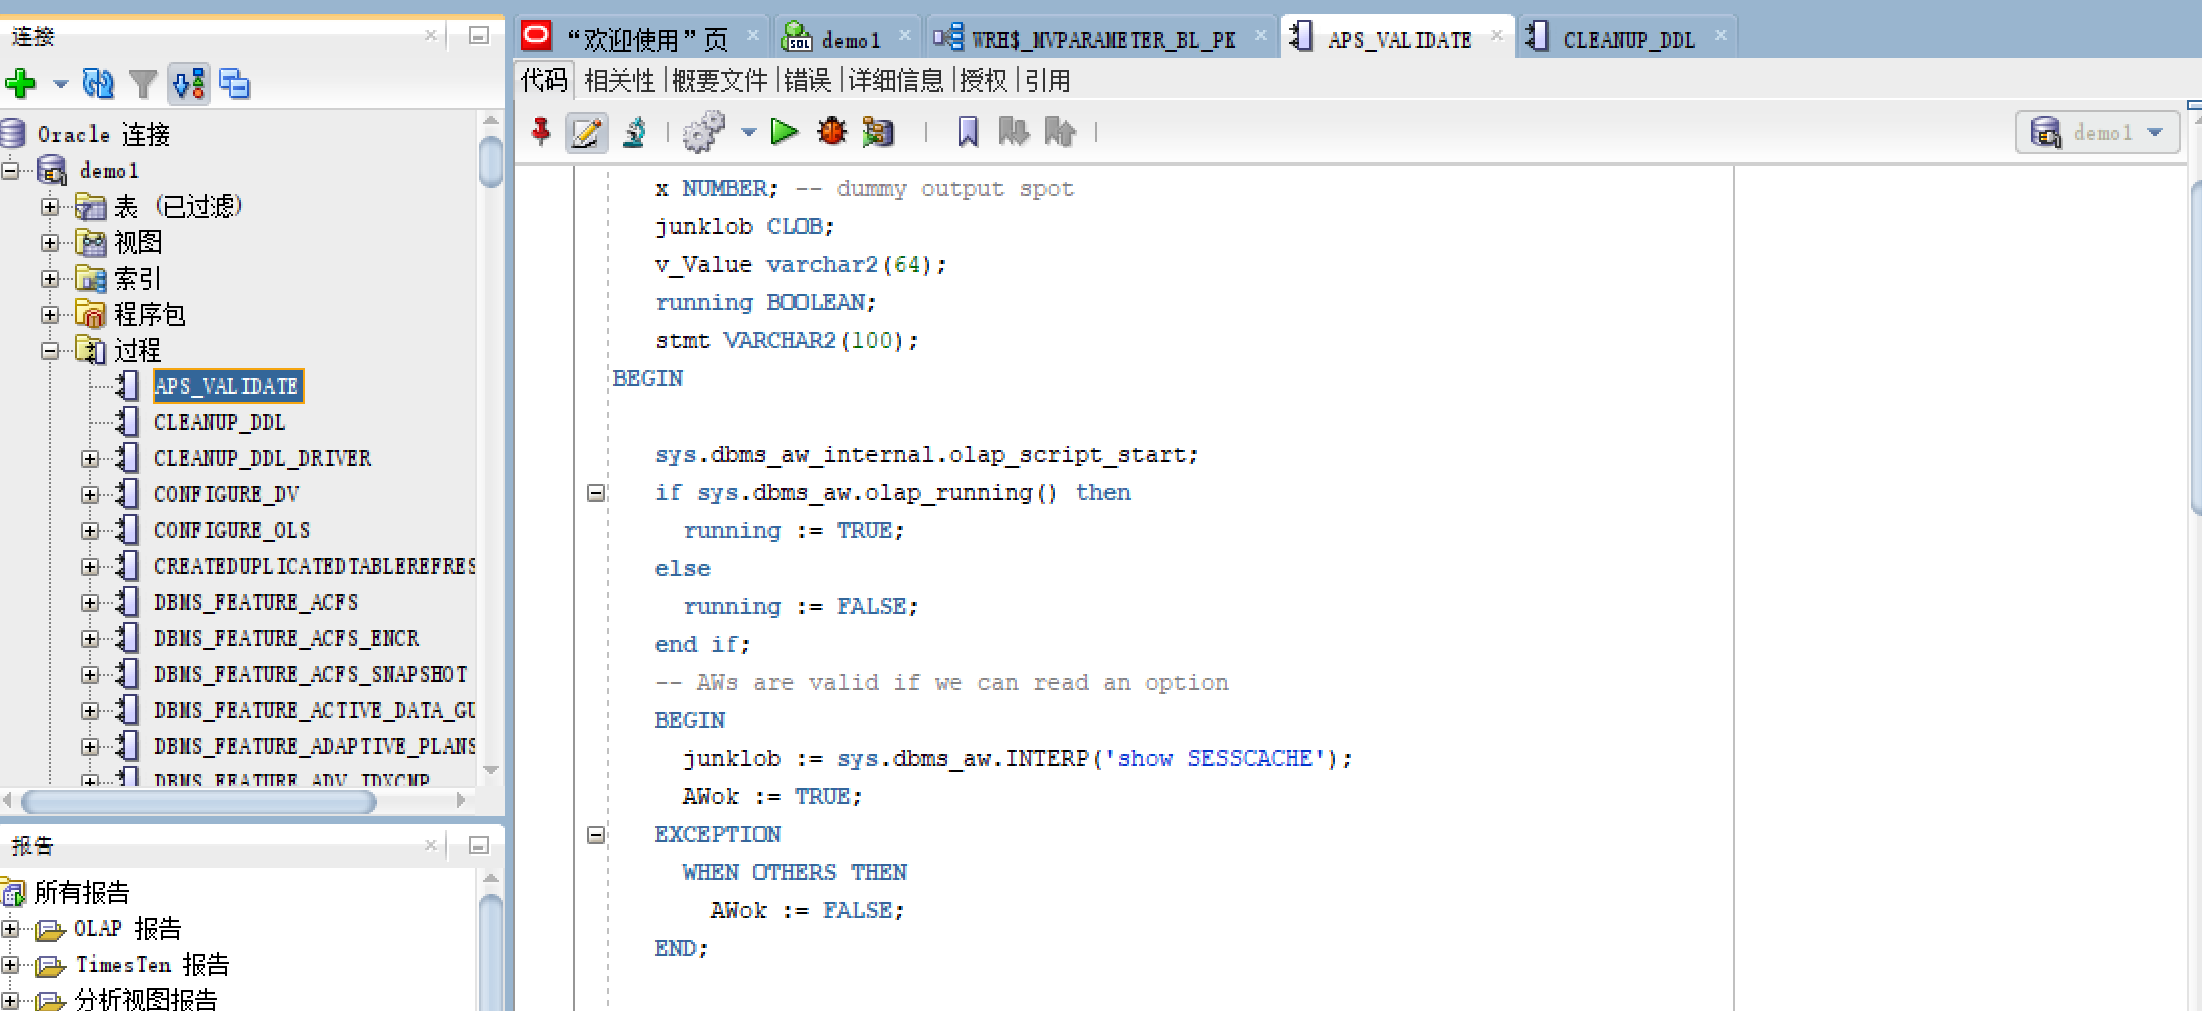 连接
Oracle 连接
demo1
表 (已过滤)
视图
索引
程序包
过程
APS_VALIDATE
CLEANUP_DDL
CLEANUP_DDL_DRIVER
CONFIGURE_DV
CONFIGURE_OLS
CREATEDUPLICATEDTABLEREFRES
DBMS_FEATURE_ACFS
DBMS_FEATURE_ACFS_ENCR
DBMS_FEATURE_ACFS_SNAPSHOT
DBMS_FEATURE_ACTIVE_DATA_GU
DBMS_FEATURE_ADAPTIVE_PLANS
DBMS_FEATURE_ADV_IDXCMP
报告
所有报告
OLAP 报告
TimesTen 报告
分析视图报告
“欢迎使用”页 demo1 WRH$_MVPARAMETER_BL_PK APS_VALIDATE CLEANUP_DDL
代码 相关性 |概要文件 |错误 |详细信息 |授权 |引用
demo1
x NUMBER; -- dummy output spot
junklob CLOB;
v_Value varchar2(64);
running BOOLEAN;
stmt VARCHAR2(100);
BEGIN
sys.dbms_aw_internal.olap_script_start;
if sys.dbms_aw.olap_running() then
running := TRUE;
else
running := FALSE;
end if;
-- AWs are valid if we can read an option
BEGIN
junklob := sys.dbms_aw.INTERP('show SESSCACHE');
AWok := TRUE;
EXCEPTION
WHEN OTHERS THEN
AWok := FALSE;
END;